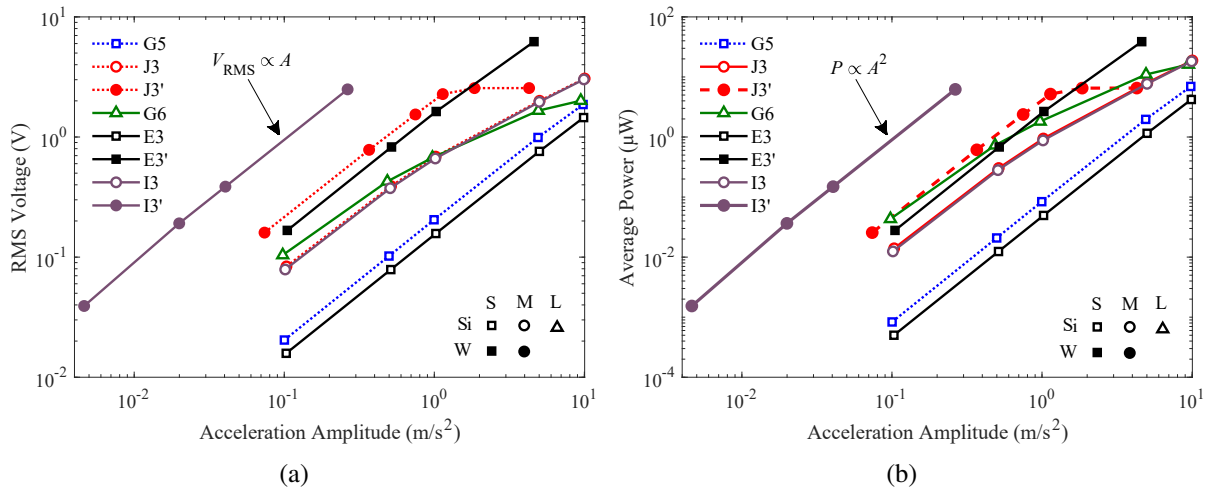 G5
J3
J3'
G6
E3
E3'
I3
I3'
V_RMS ∝ A
S M L
Si
W
10^1
10^0
10^-1
10^-2
RMS Voltage (V)
10^-2 10^-1 10^0 10^1
Acceleration Amplitude (m/s^2)
(a)
G5
J3
J3'
G6
E3
E3'
I3
I3'
P ∝ A^2
S M L
Si
W
10^2
10^0
10^-2
10^-4
Average Power (μW)
10^-2 10^-1 10^0 10^1
Acceleration Amplitude (m/s^2)
(b)